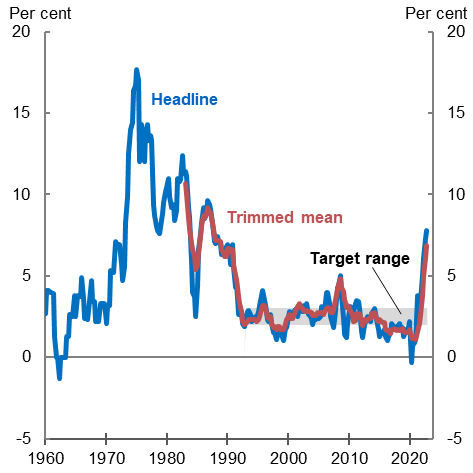 Per cent Per cent
20 20
15 15
10 10
5 5
0 0
-5 -5
Headline
Trimmed mean
Target range
1960 1970 1980 1990 2000 2010 2020